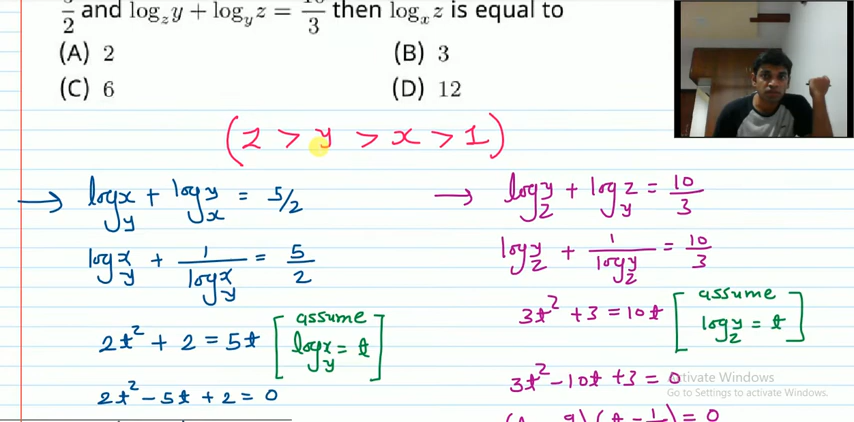 2 and log_z y + log_y z = 10/3 then log_x z is equal to
(A) 2 (B) 3
(C) 6 (D) 12
(z > y > x > 1)
→ log_y x + log_x y = 5/2
log_y x + 1/log_y x = 5/2
2t² + 2 = 5t [assume log_y x = t]
2t² - 5t + 2 = 0
→ log_z y + log_y z = 10/3
log_z y + 1/log_z y = 10/3
3t² + 3 = 10t [assume log_z y = t]
3t² - 10t + 3 = 0
Activate Windows
Go to Settings to activate Windows.